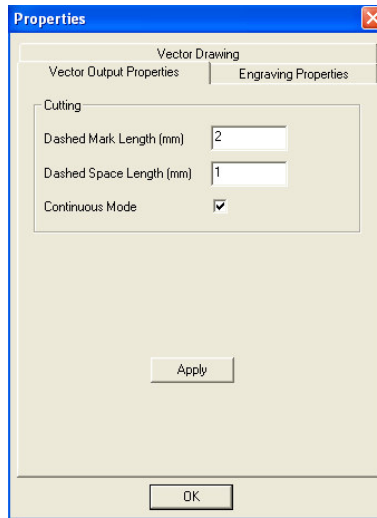 Properties
Vector Drawing
Vector Output Properties
Engraving Properties
Cutting
Dashed Mark Length (mm) 2
Dashed Space Length (mm) 1
Continuous Mode
Apply
OK